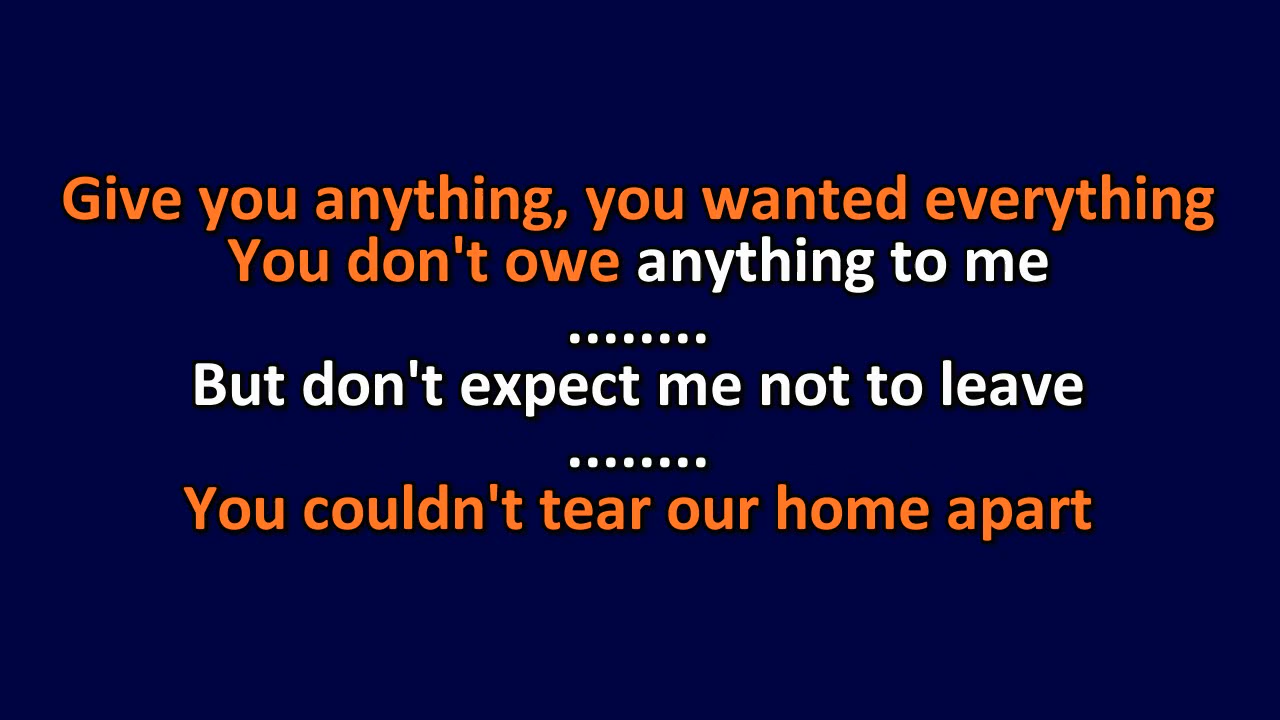 Give you anything, you wanted everything
You don't owe anything to me
........
But don't expect me not to leave
........
You couldn't tear our home apart